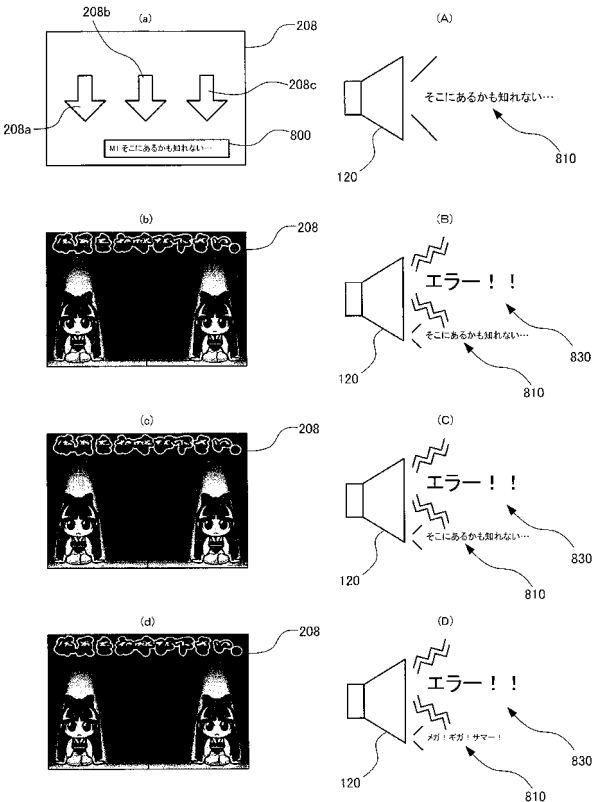 (a)
208b
208
208c
208a
800
M1 そこにあるかも知れない…
(A)
そこにあるかも知れない…
120
810
(b)
208
(B)
エラー！！
そこにあるかも知れない…
120
830
810
(c)
208
(C)
エラー！！
そこにあるかも知れない…
120
830
810
(d)
208
(D)
エラー！！
メガ！ギガ！サマー！
120
830
810